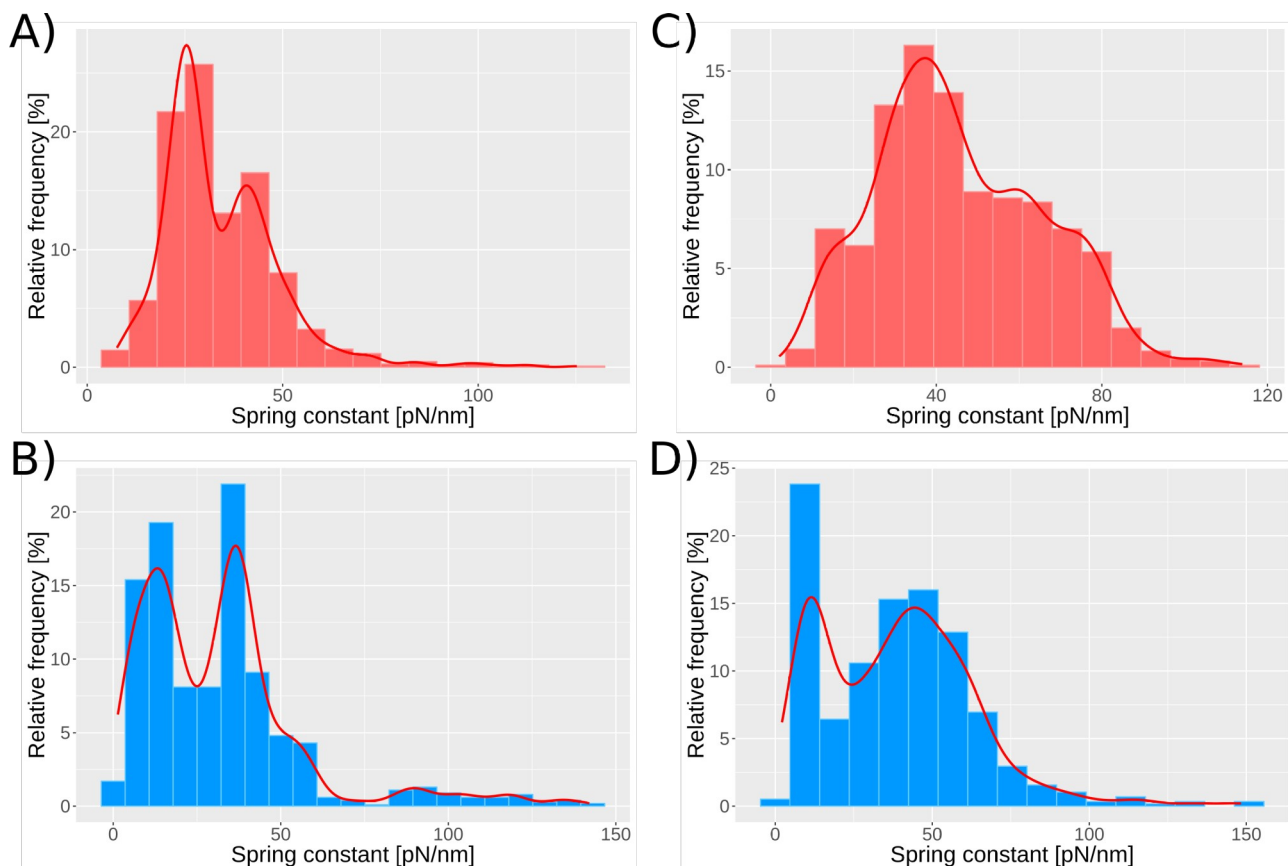 A)
Relative frequency [%]
20
10
0
0 50 100
Spring constant [pN/nm]
C)
Relative frequency [%]
15
10
5
0
0 40 80 120
Spring constant [pN/nm]
B)
Relative frequency [%]
20
15
10
5
0
0 50 100 150
Spring constant [pN/nm]
D)
Relative frequency [%]
25
20
15
10
5
0
0 50 100 150
Spring constant [pN/nm]